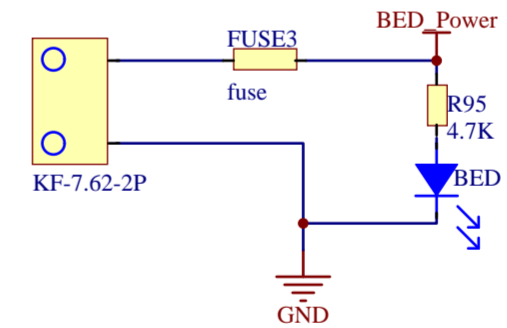 BED_Power
FUSE3
fuse
R95
4.7K
KF-7.62-2P
BED
GND